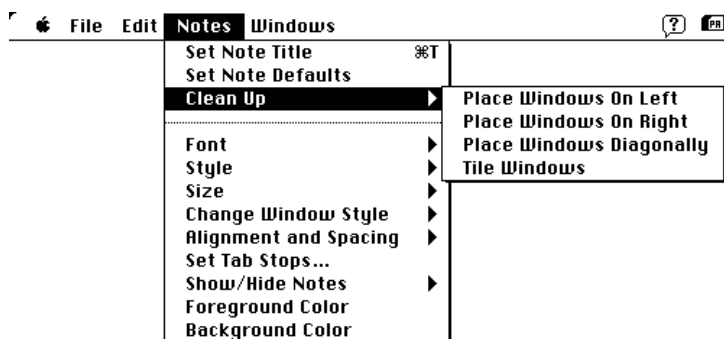 File Edit Notes Windows
Set Note Title ⌘T
Set Note Defaults
Clean Up
Place Windows On Left
Place Windows On Right
Place Windows Diagonally
Tile Windows
Font
Style
Size
Change Window Style
Alignment and Spacing
Set Tab Stops...
Show/Hide Notes
Foreground Color
Background Color